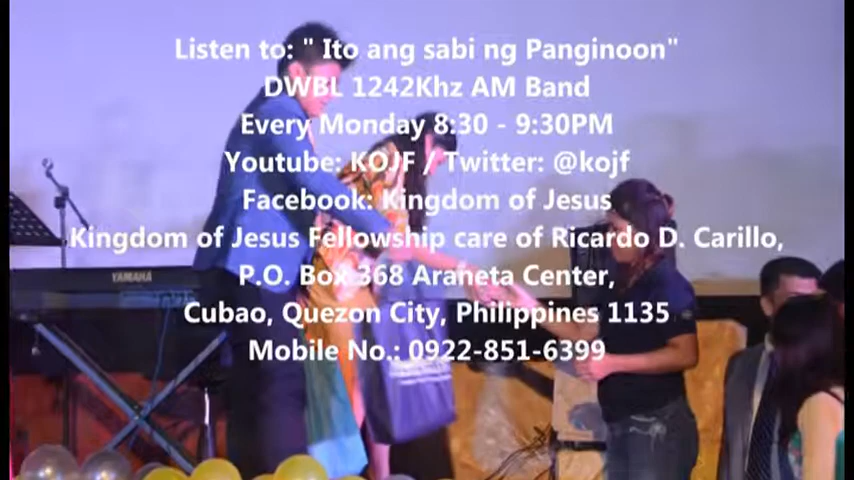 Listen to: " Ito ang sabi ng Panginoon"
DWBL 1242Khz AM Band
Every Monday 8:30 - 9:30PM
Youtube: KOJF / Twitter: @kojf
Facebook: Kingdom of Jesus
Kingdom of Jesus Fellowship care of Ricardo D. Carillo,
P.O. Box 368 Araneta Center,
Cubao, Quezon City, Philippines 1135
Mobile No.: 0922-851-6399
YAMAHA